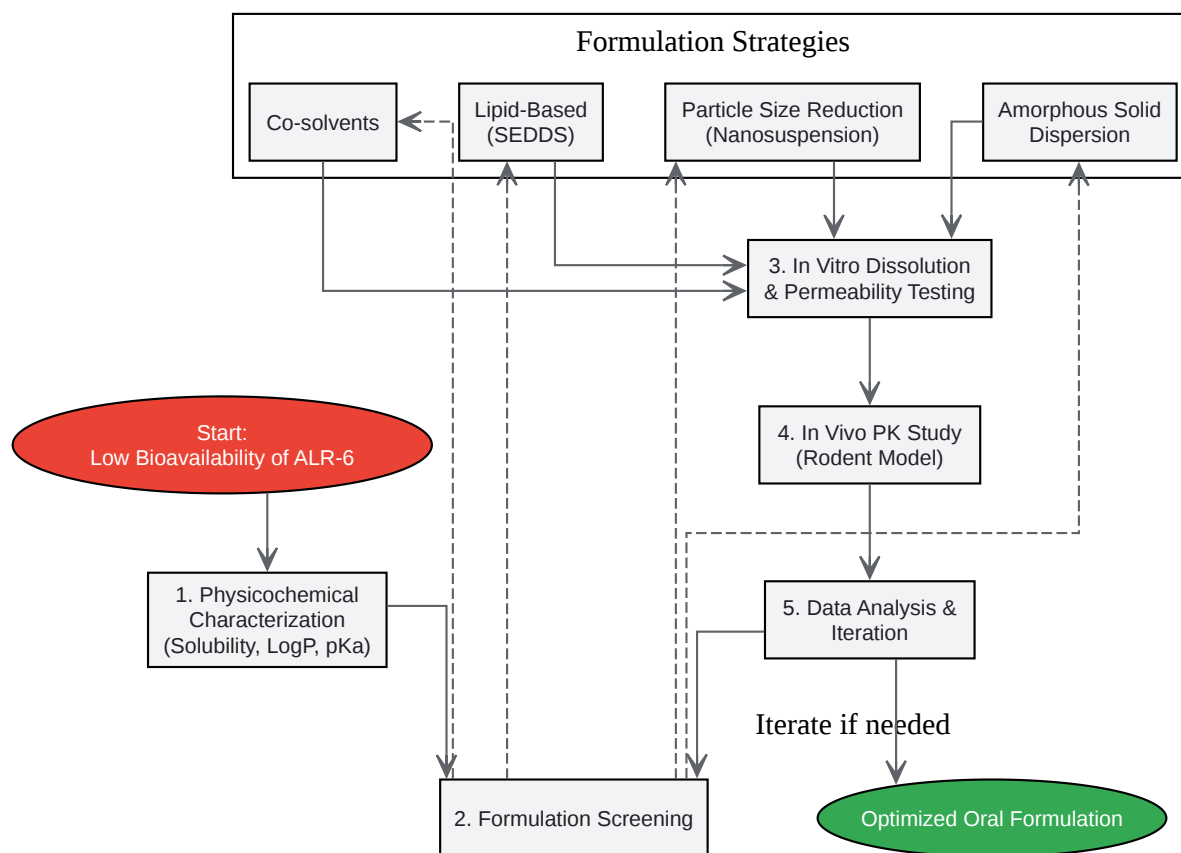 Formulation Strategies
Co-solvents
Lipid-Based
(SEDDS)
Particle Size Reduction
(Nanosuspension)
Amorphous Solid
Dispersion
3. In Vitro Dissolution
& Permeability Testing
Start:
Low Bioavailability of ALR-6
4. In Vivo PK Study
(Rodent Model)
1. Physicochemical
Characterization
(Solubility, LogP, pKa)
5. Data Analysis &
Iteration
Iterate if needed
2. Formulation Screening
Optimized Oral Formulation